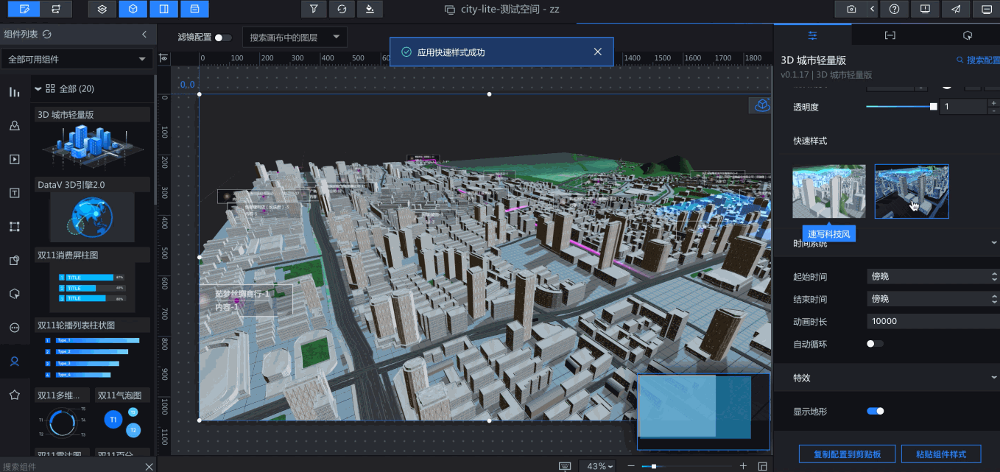 city-lite-测试空间 - zz
组件列表
全部可用组件
全部 (20)
3D 城市轻量版
DataV 3D引擎2.0
双11消费屏柱图
TITLE
TITLE
TITLE
双11轮播列表柱状图
Type_1
Type_2
Type_3
Type_4
双11多维...
双11气泡图
T5
T1
T4
T2
T3
T1
T3
T2
双11雷达图
双11百分...
搜索组件
滤镜配置
搜索画布中的图层
应用快速样式成功
0 100 200 300 400 500 1400 1500 1600 1700 1800
0,0
0
100
200
300
400
500
600
700
800
900
1000
1100
茹梦丝绸商行-1
内容-1
43%
3D 城市轻量版
搜索配置
v0.1.17 | 3D 城市轻量版
透明度
1
快速样式
速写科技风
时间系统
起始时间
傍晚
结束时间
傍晚
动画时长
10000
自动循环
特效
显示地形
复制配置到剪贴板
粘贴组件样式